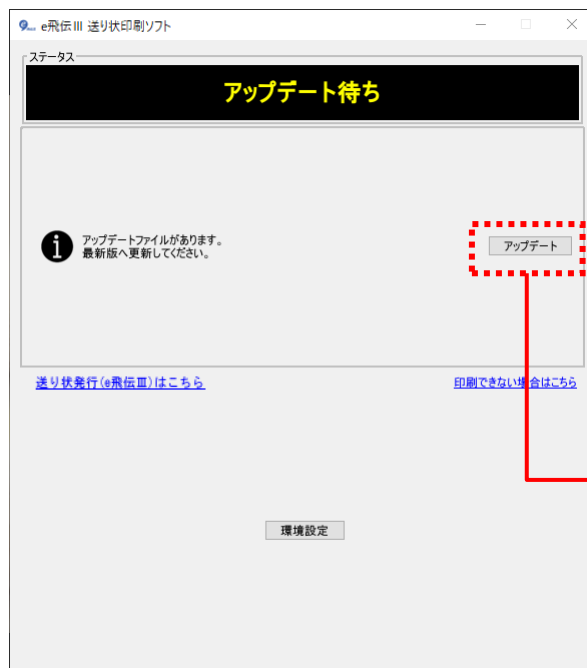 e飛伝Ⅲ 送り状印刷ソフト
ステータス
アップデート待ち
アップデートファイルがあります。
最新版へ更新してください。
アップデート
送り状発行(e飛伝Ⅲ)はこちら
印刷できない場合はこちら
環境設定